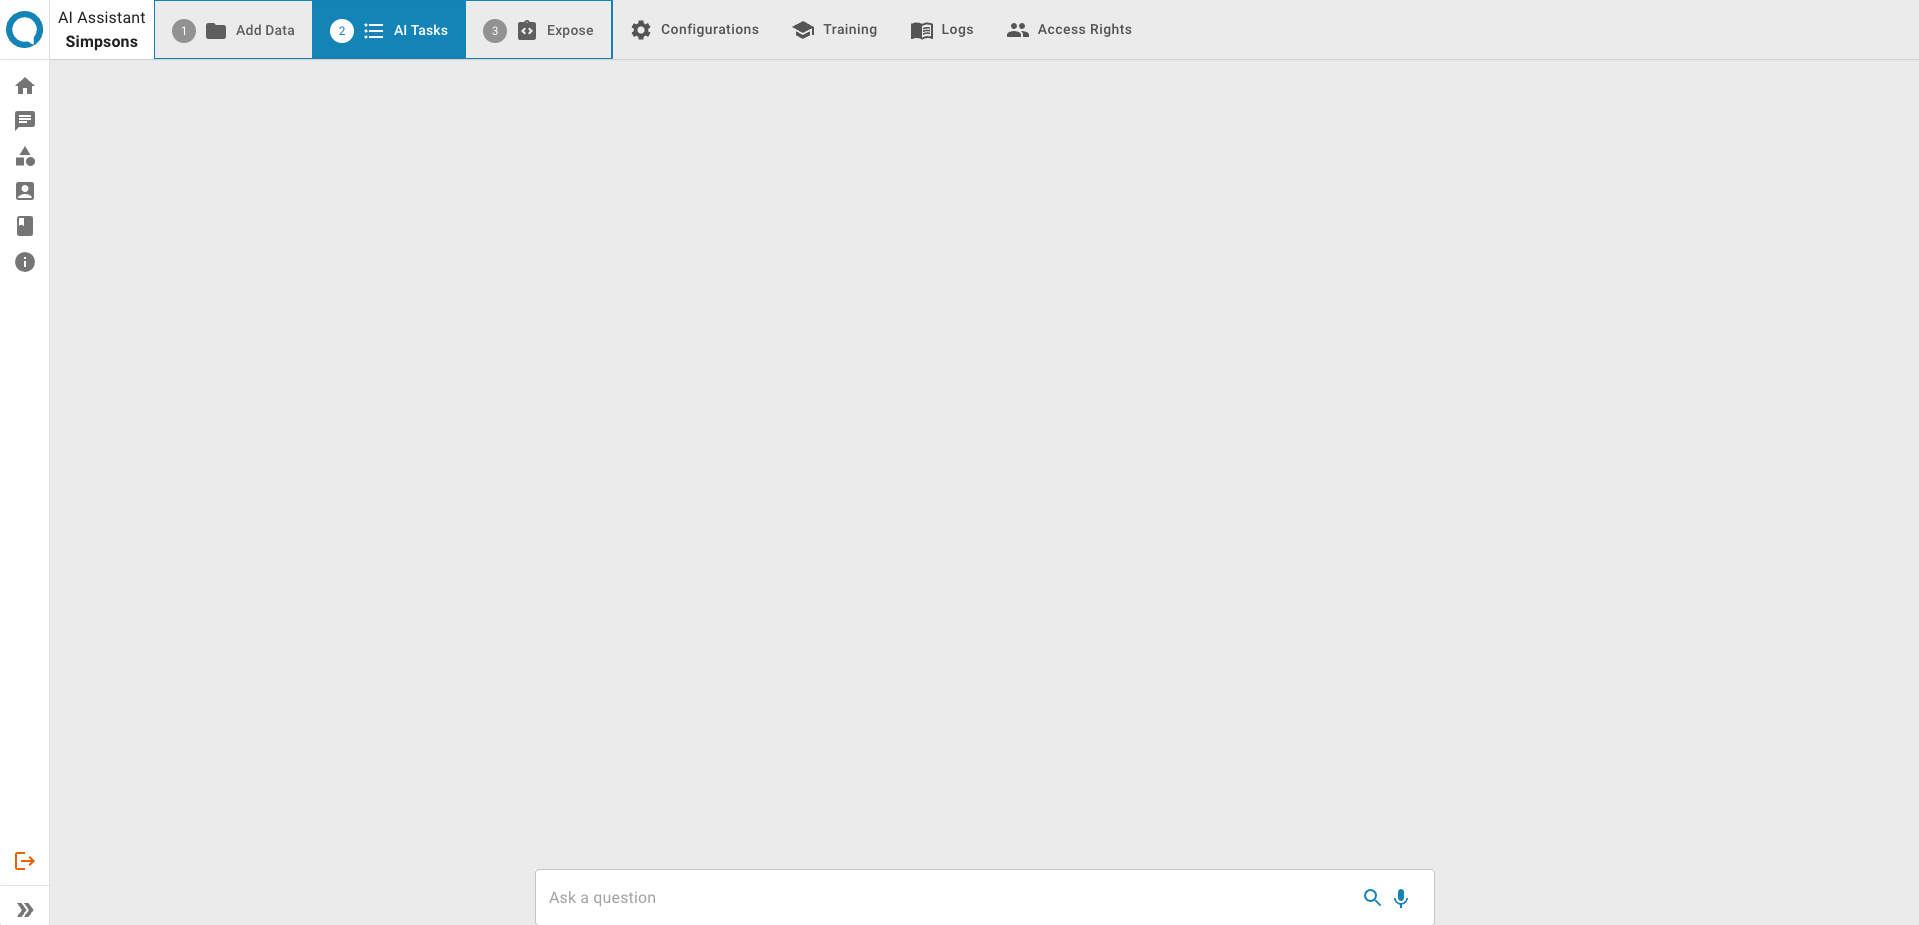 AI Assistant
Simpsons
1 Add Data
2 AI Tasks
3 Expose
Configurations
Training
Logs
Access Rights
Ask a question